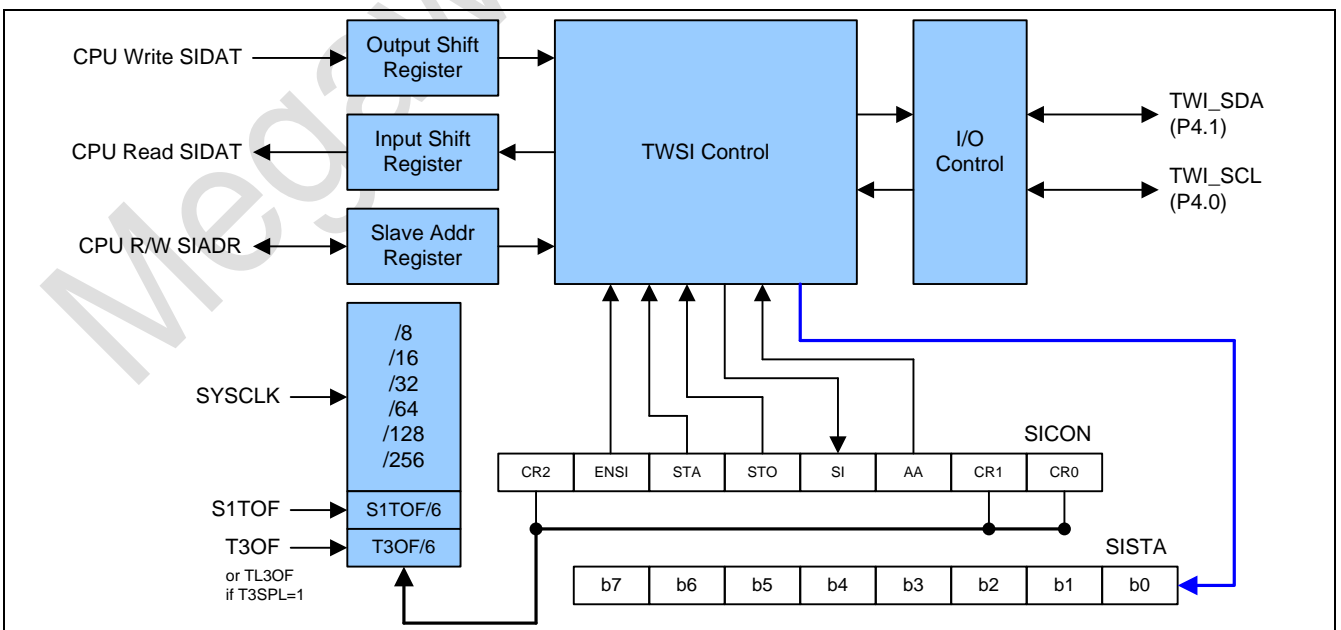 CPU Write SIDAT
Output Shift
Register
CPU Read SIDAT
Input Shift
Register
CPU R/W SIADR
Slave Addr
Register
TWSI Control
I/O
Control
TWI_SDA
(P4.1)
TWI_SCL
(P4.0)
SYSCLK
/8
/16
/32
/64
/128
/256
S1TOF
S1TOF/6
T3OF
T3OF/6
or TL3OF
if T3SPL=1
SICON
CR2 ENSI STA STO SI AA CR1 CR0
SISTA
b7 b6 b5 b4 b3 b2 b1 b0